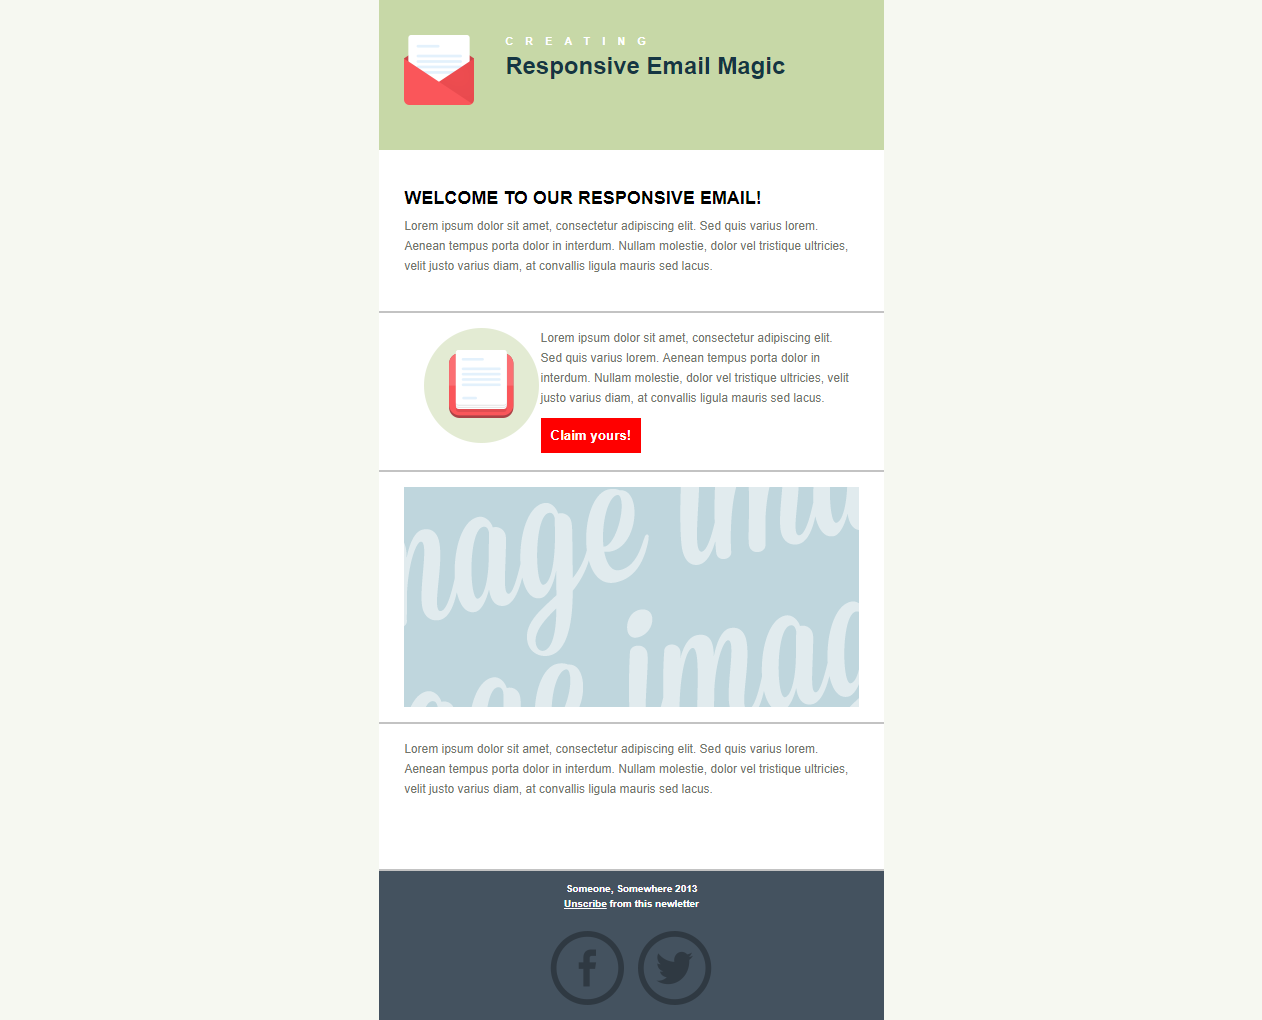 CREATING
Responsive Email Magic
WELCOME TO OUR RESPONSIVE EMAIL!
Lorem ipsum dolor sit amet, consectetur adipiscing elit. Sed quis varius lorem.
Aenean tempus porta dolor in interdum. Nullam molestie, dolor vel tristique ultricies,
velit justo varius diam, at convallis ligula mauris sed lacus.
Lorem ipsum dolor sit amet, consectetur adipiscing elit.
Sed quis varius lorem. Aenean tempus porta dolor in
interdum. Nullam molestie, dolor vel tristique ultricies, velit
justo varius diam, at convallis ligula mauris sed lacus.
Claim yours!
mage ima
age imag
Lorem ipsum dolor sit amet, consectetur adipiscing elit. Sed quis varius lorem.
Aenean tempus porta dolor in interdum. Nullam molestie, dolor vel tristique ultricies,
velit justo varius diam, at convallis ligula mauris sed lacus.
Someone, Somewhere 2013
Unscribe from this newletter